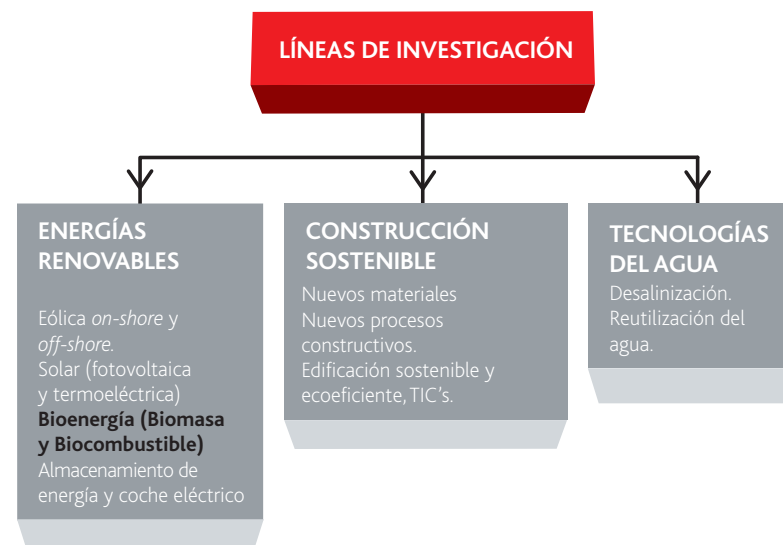 LÍNEAS DE INVESTIGACIÓN
ENERGÍAS
RENOVABLES
Eólica on-shore y
off-shore.
Solar (fotovoltaica
y termoeléctrica)
Bioenergía (Biomasa
y Biocombustible)
Almacenamiento de
energía y coche eléctrico
CONSTRUCCIÓN
SOSTENIBLE
Nuevos materiales
Nuevos procesos
constructivos.
Edificación sostenible y
ecoeficiente, TIC's.
TECNOLOGÍAS
DEL AGUA
Desalinización.
Reutilización del
agua.